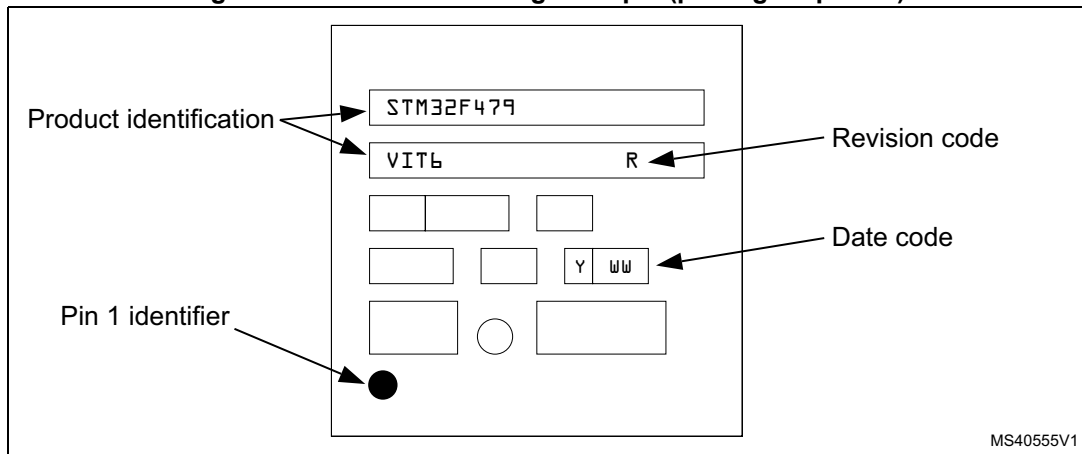 Product identification
STM32F479
VIT6 R
Revision code
Y WW
Date code
Pin 1 identifier
MS40555V1